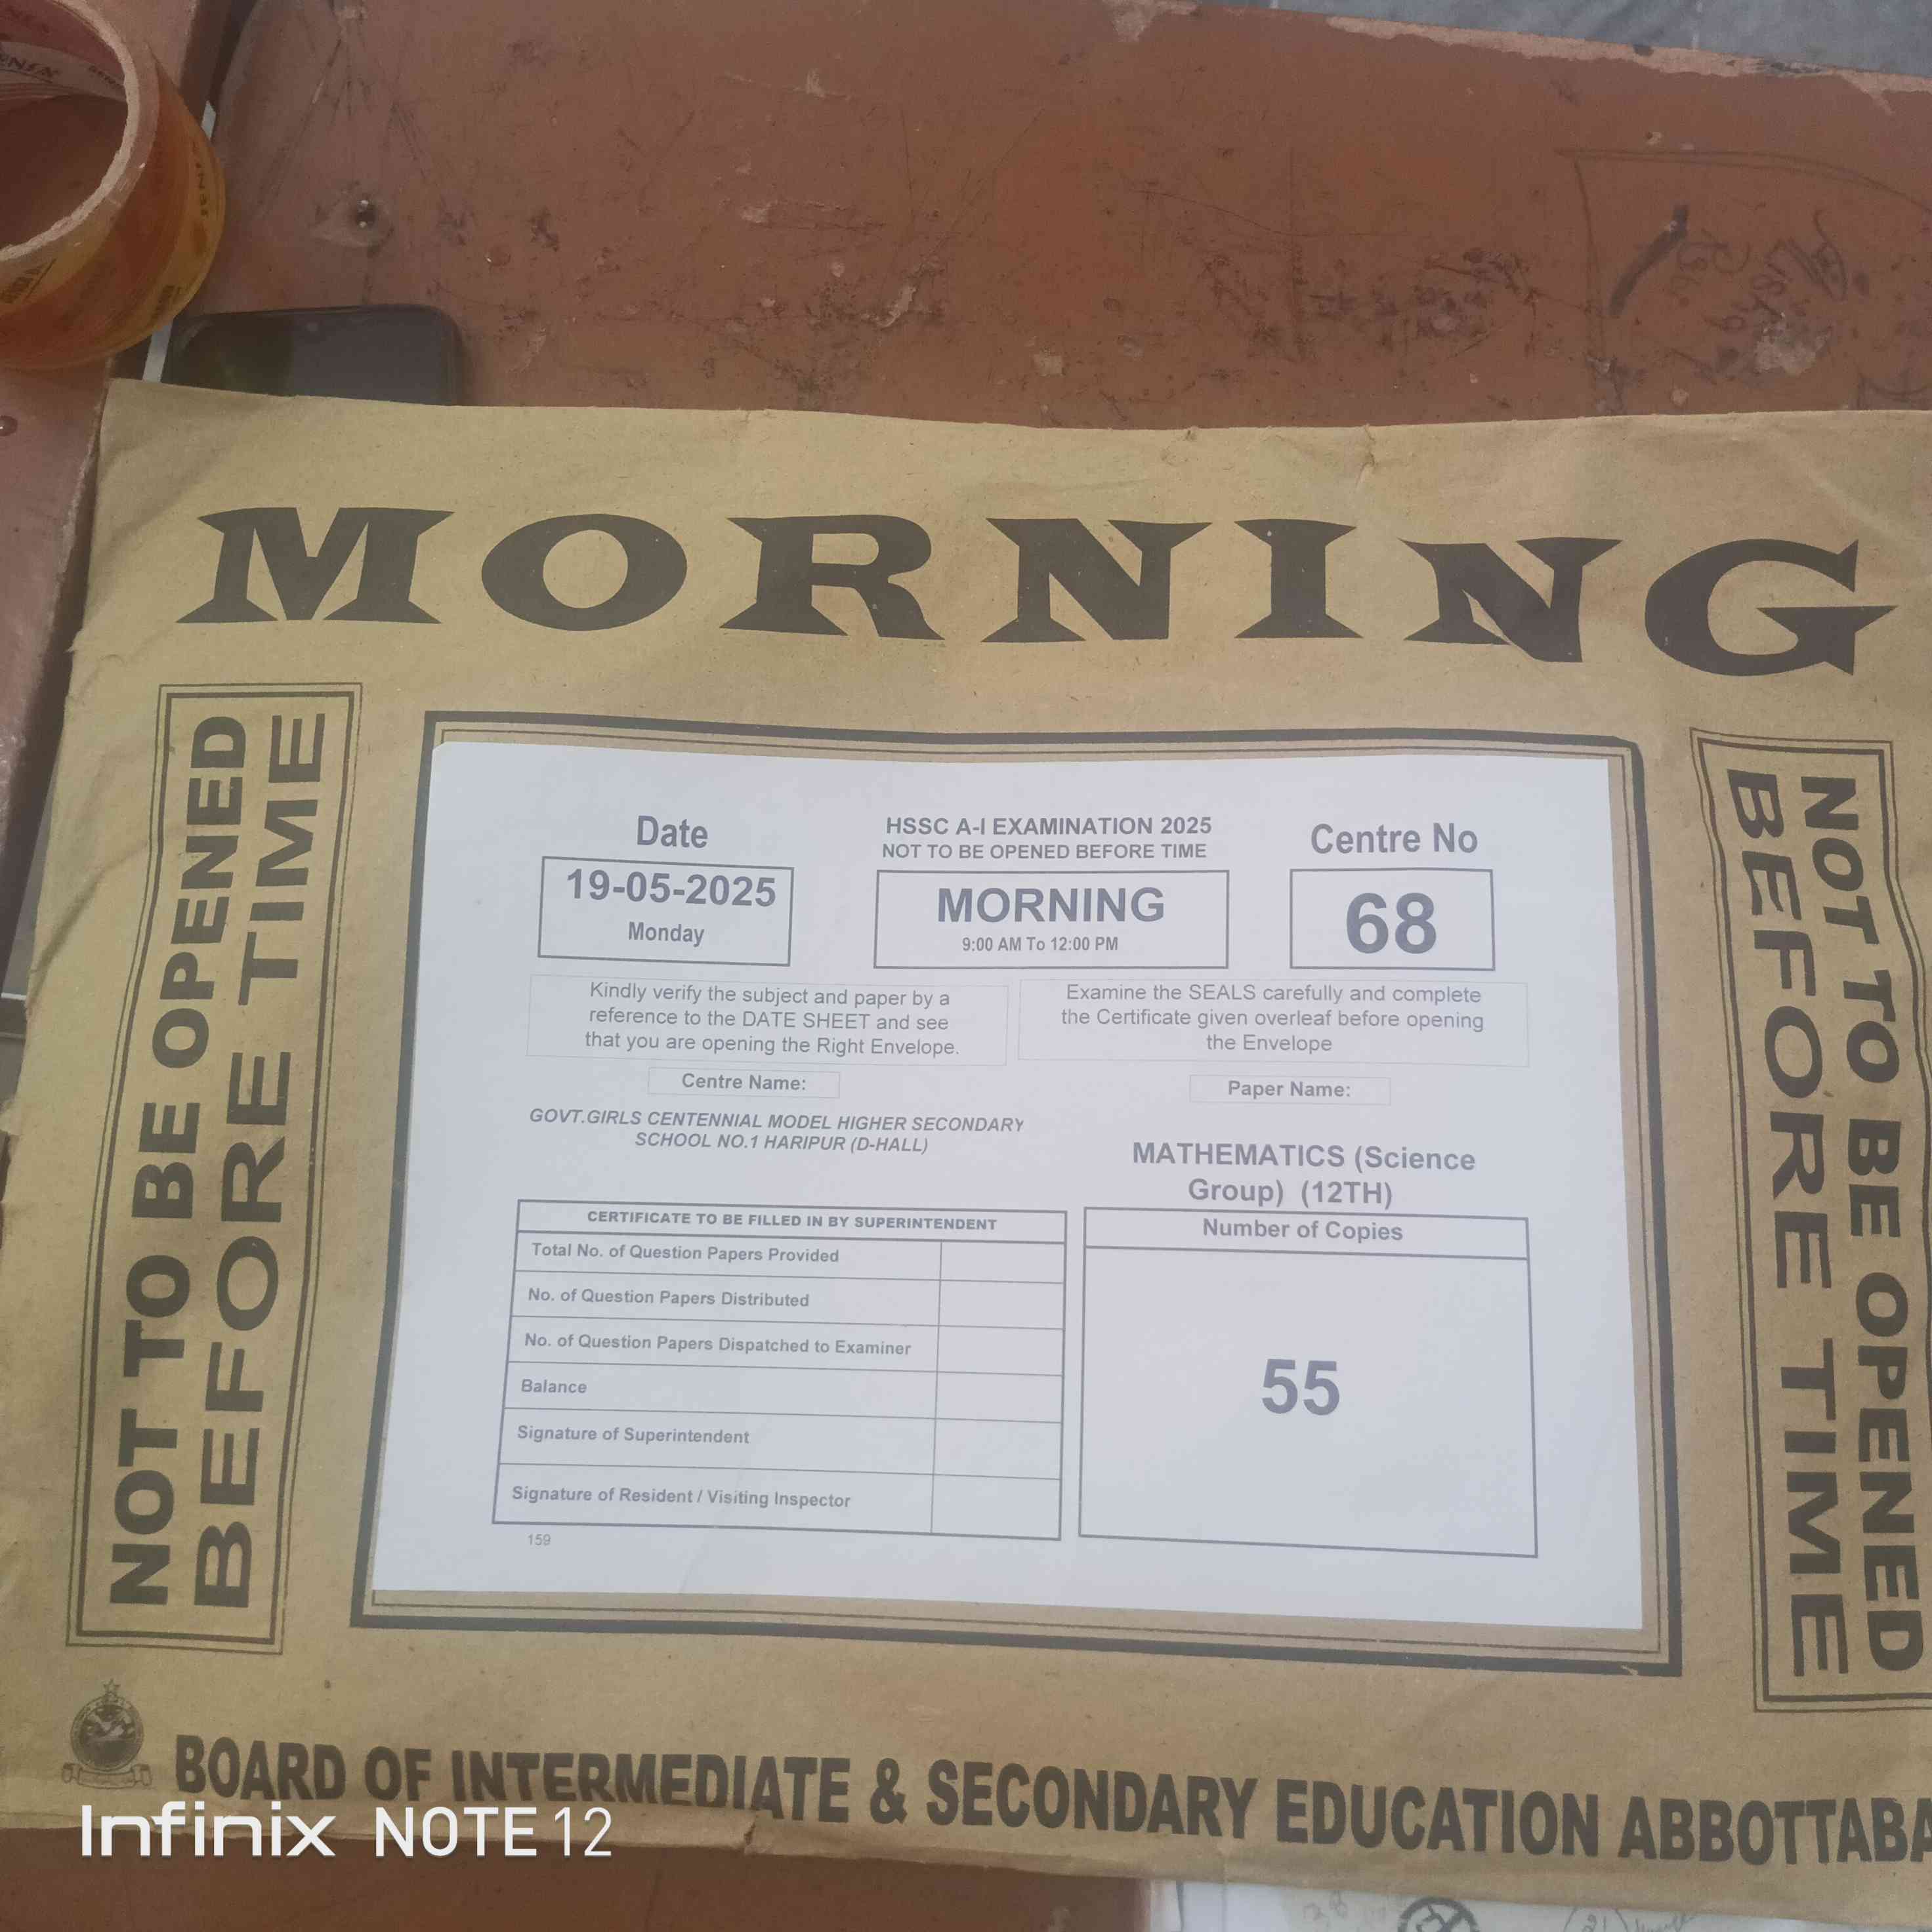 MORNING
NOT TO BE OPENED
BEFORE TIME
Date
19-05-2025
Monday
HSSC A-I EXAMINATION 2025
NOT TO BE OPENED BEFORE TIME
MORNING
9:00 AM To 12:00 PM
Centre No
68
Kindly verify the subject and paper by a
reference to the DATE SHEET and see
that you are opening the Right Envelope.
Examine the SEALS carefully and complete
the Certificate given overleaf before opening
the Envelope
Centre Name:
GOVT.GIRLS CENTENNIAL MODEL HIGHER SECONDARY
SCHOOL NO.1 HARIPUR (D-HALL)
Paper Name:
MATHEMATICS (Science
Group) (12TH)
CERTIFICATE TO BE FILLED IN BY SUPERINTENDENT
Total No. of Question Papers Provided
No. of Question Papers Distributed
No. of Question Papers Dispatched to Examiner
Balance
Signature of Superintendent
Signature of Resident / Visiting Inspector
Number of Copies
55
159
NOT TO BE OPENED
BEFORE TIME
BOARD OF INTERMEDIATE & SECONDARY EDUCATION ABBOTTABA
Infinix NOTE 12